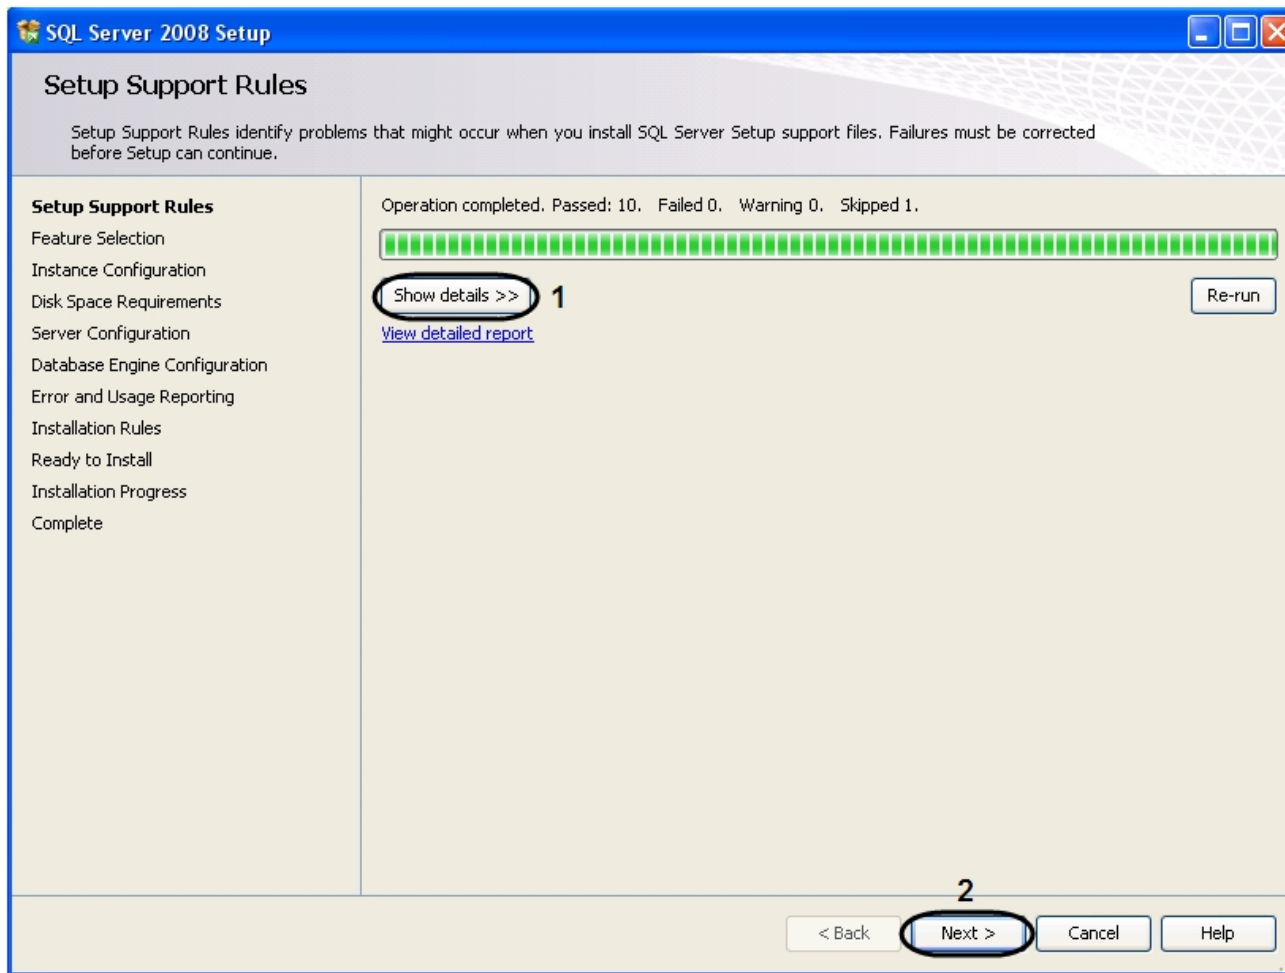 SQL Server 2008 Setup
Setup Support Rules
Setup Support Rules identify problems that might occur when you install SQL Server Setup support files. Failures must be corrected
before Setup can continue.
Setup Support Rules
Feature Selection
Instance Configuration
Disk Space Requirements
Server Configuration
Database Engine Configuration
Error and Usage Reporting
Installation Rules
Ready to Install
Installation Progress
Complete
Operation completed. Passed: 10. Failed 0. Warning 0. Skipped 1.
Show details >> 1 Re-run
View detailed report
2
< Back Next > Cancel Help